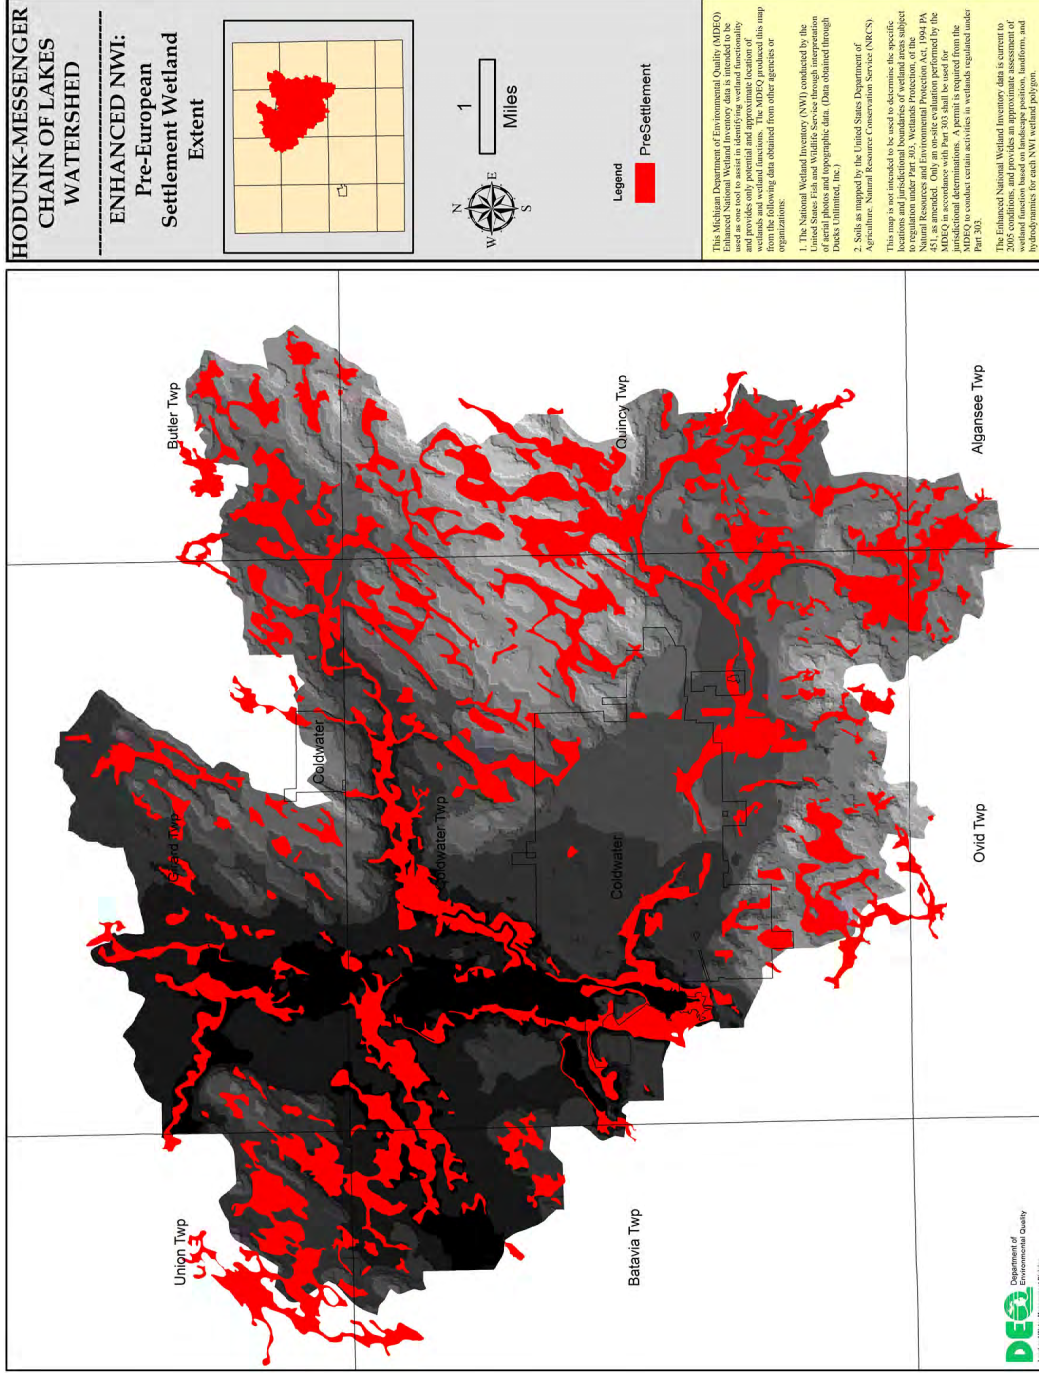 HODUNK-MESSENGER
CHAIN OF LAKES
WATERSHED
ENHANCED NWI:
Pre-European
Settlement Wetland
Extent
N
W
E
S
1
Miles
Legend
PreSettlement
This Michigan Department of Environmental Quality (MDEQ)
Enhanced National Wetland Inventory data is intended to be
used as one tool to assist in identifying wetland functionality
and provides only potential and approximate location of
wetlands and wetland functions. The MDEQ produced this map
from the following data obtained from other agencies or
organizations:
1. The National Wetland Inventory (NWI) conducted by the
United States Fish and Wildlife Service through interpretation
of aerial photos and topographic data. (Data obtained through
Ducks Unlimited, Inc.)
2. Soils as mapped by the United States Department of
Agriculture, Natural Resource Conservation Service (NRCS).
This map is not intended to be used to determine the specific
locations and jurisdictional boundaries of wetland areas subject
to regulation under Part 303, Wetlands Protection, of the
Natural Resources and Environmental Protection Act, 1994 PA
451, as amended. Only an on-site evaluation performed by the
MDEQ in accordance with Part 303 shall be used for
jurisdictional determinations. A permit is required from the
MDEQ to conduct certain activities in wetlands regulated under
Part 303.
The Enhanced National Wetland Inventory data is current to
2005 conditions, and provides an approximate assessment of
wetland function based on landscape position, landform, and
hydrodynamics for each NWI wetland polygon.
Union Twp
Girard Twp
Butler Twp
Coldwater
Coldwater Twp
Quincy Twp
Coldwater
Batavia Twp
Ovid Twp
Algansee Twp
DEQ
Department of
Environmental Quality